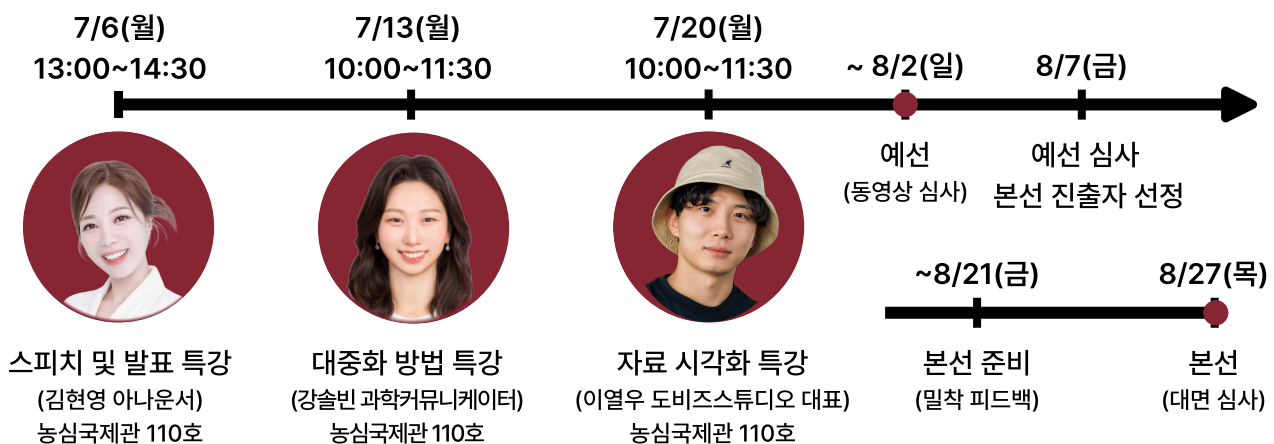 7/6(월)
13:00~14:30
7/13(월)
10:00~11:30
7/20(월)
10:00~11:30
~ 8/2(일)
8/7(금)
예선
(동영상 심사)
예선 심사
본선 진출자 선정
스피치 및 발표 특강
(김현영 아나운서)
농심국제관 110호
대중화 방법 특강
(강솔빈 과학커뮤니케이터)
농심국제관 110호
자료 시각화 특강
(이열우 도비즈스튜디오 대표)
농심국제관 110호
~8/21(금)
8/27(목)
본선 준비
(밀착 피드백)
본선
(대면 심사)